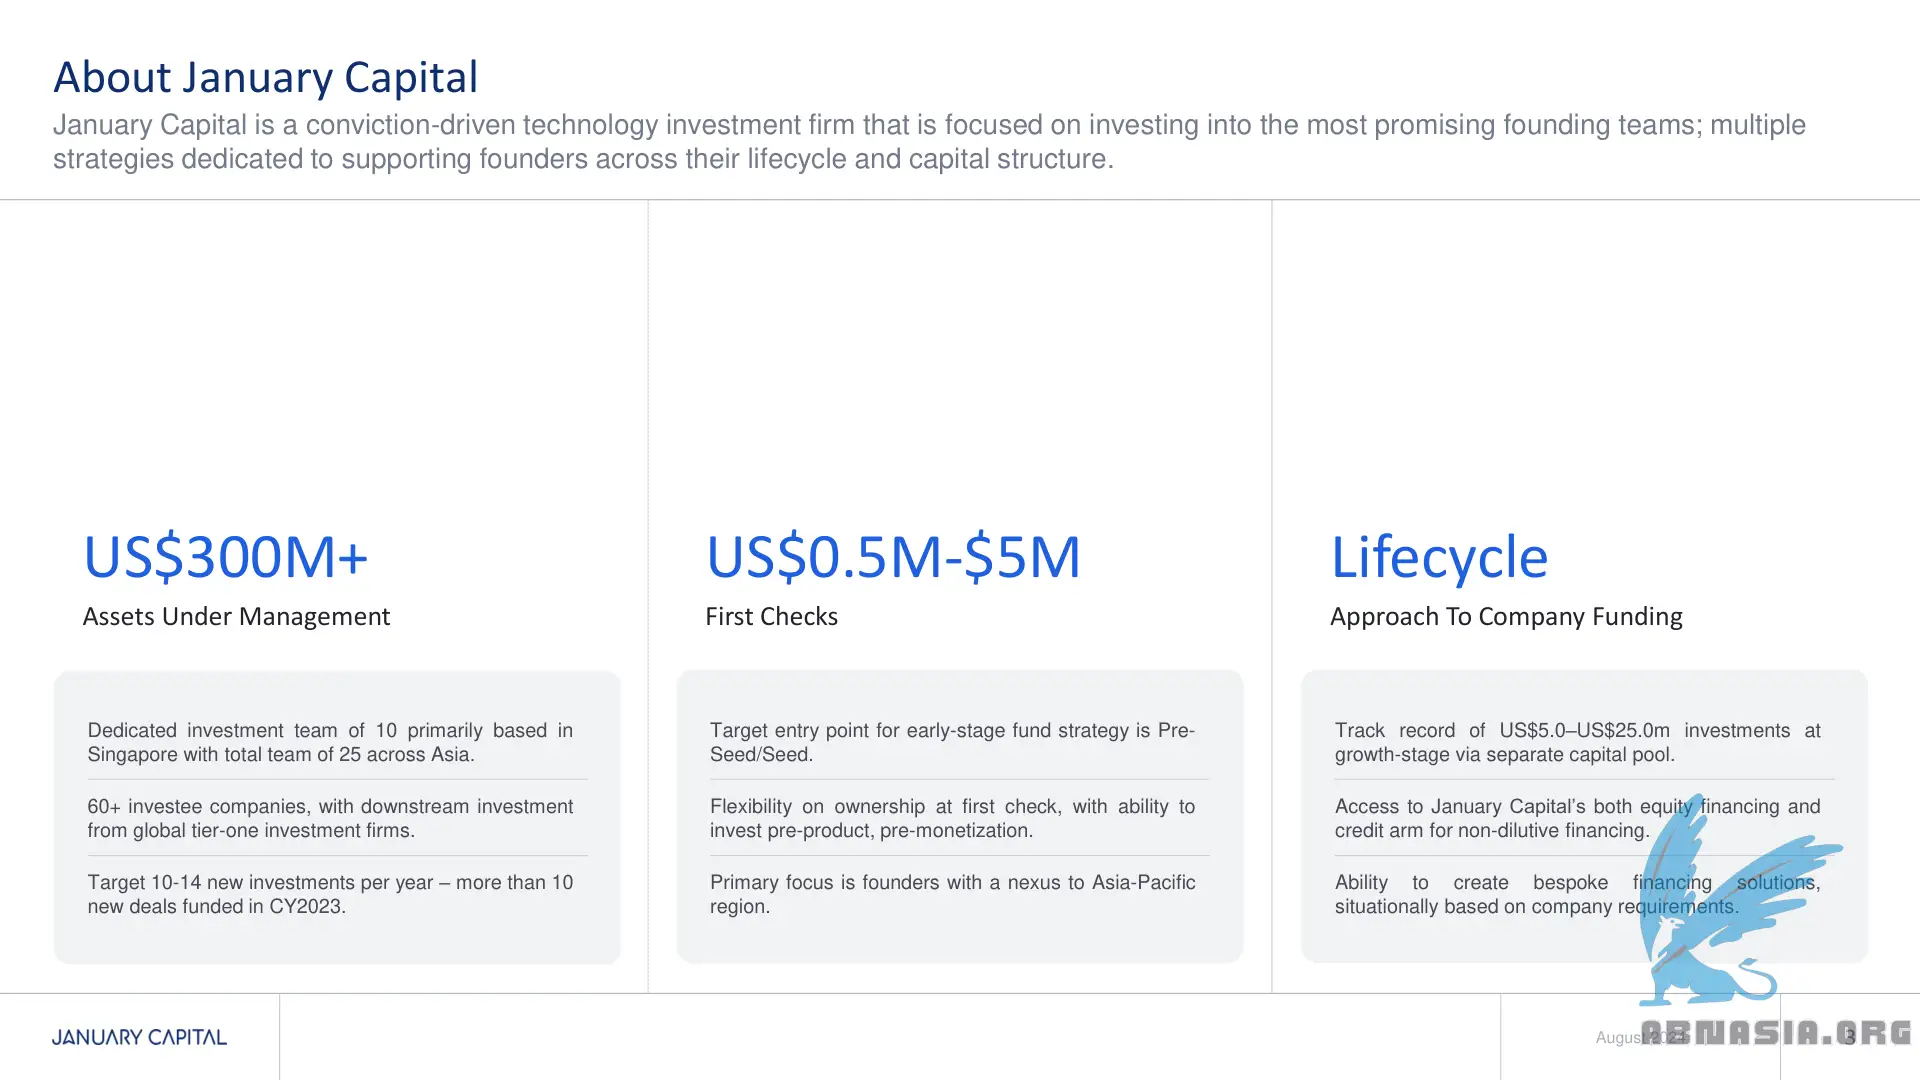 About January Capital
January Capital is a conviction-driven technology investment firm that is focused on investing into the most promising founding teams; multiple
strategies dedicated to supporting founders across their lifecycle and capital structure.
US$300M+
Assets Under Management
Dedicated investment team of 10 primarily based in
Singapore with total team of 25 across Asia.
60+ investee companies, with downstream investment
from global tier-one investment firms.
Target 10-14 new investments per year – more than 10
new deals funded in CY2023.
US$0.5M-$5M
First Checks
Target entry point for early-stage fund strategy is Pre-
Seed/Seed.
Flexibility on ownership at first check, with ability to
invest pre-product, pre-monetization.
Primary focus is founders with a nexus to Asia-Pacific
region.
Lifecycle
Approach To Company Funding
Track record of US$5.0–US$25.0m investments at
growth-stage via separate capital pool.
Access to January Capital’s both equity financing and
credit arm for non-dilutive financing.
Ability to create bespoke financing solutions,
situationally based on company requirements.
JANUARY CAPITAL
August 2024
3
ABNASIA.ORG